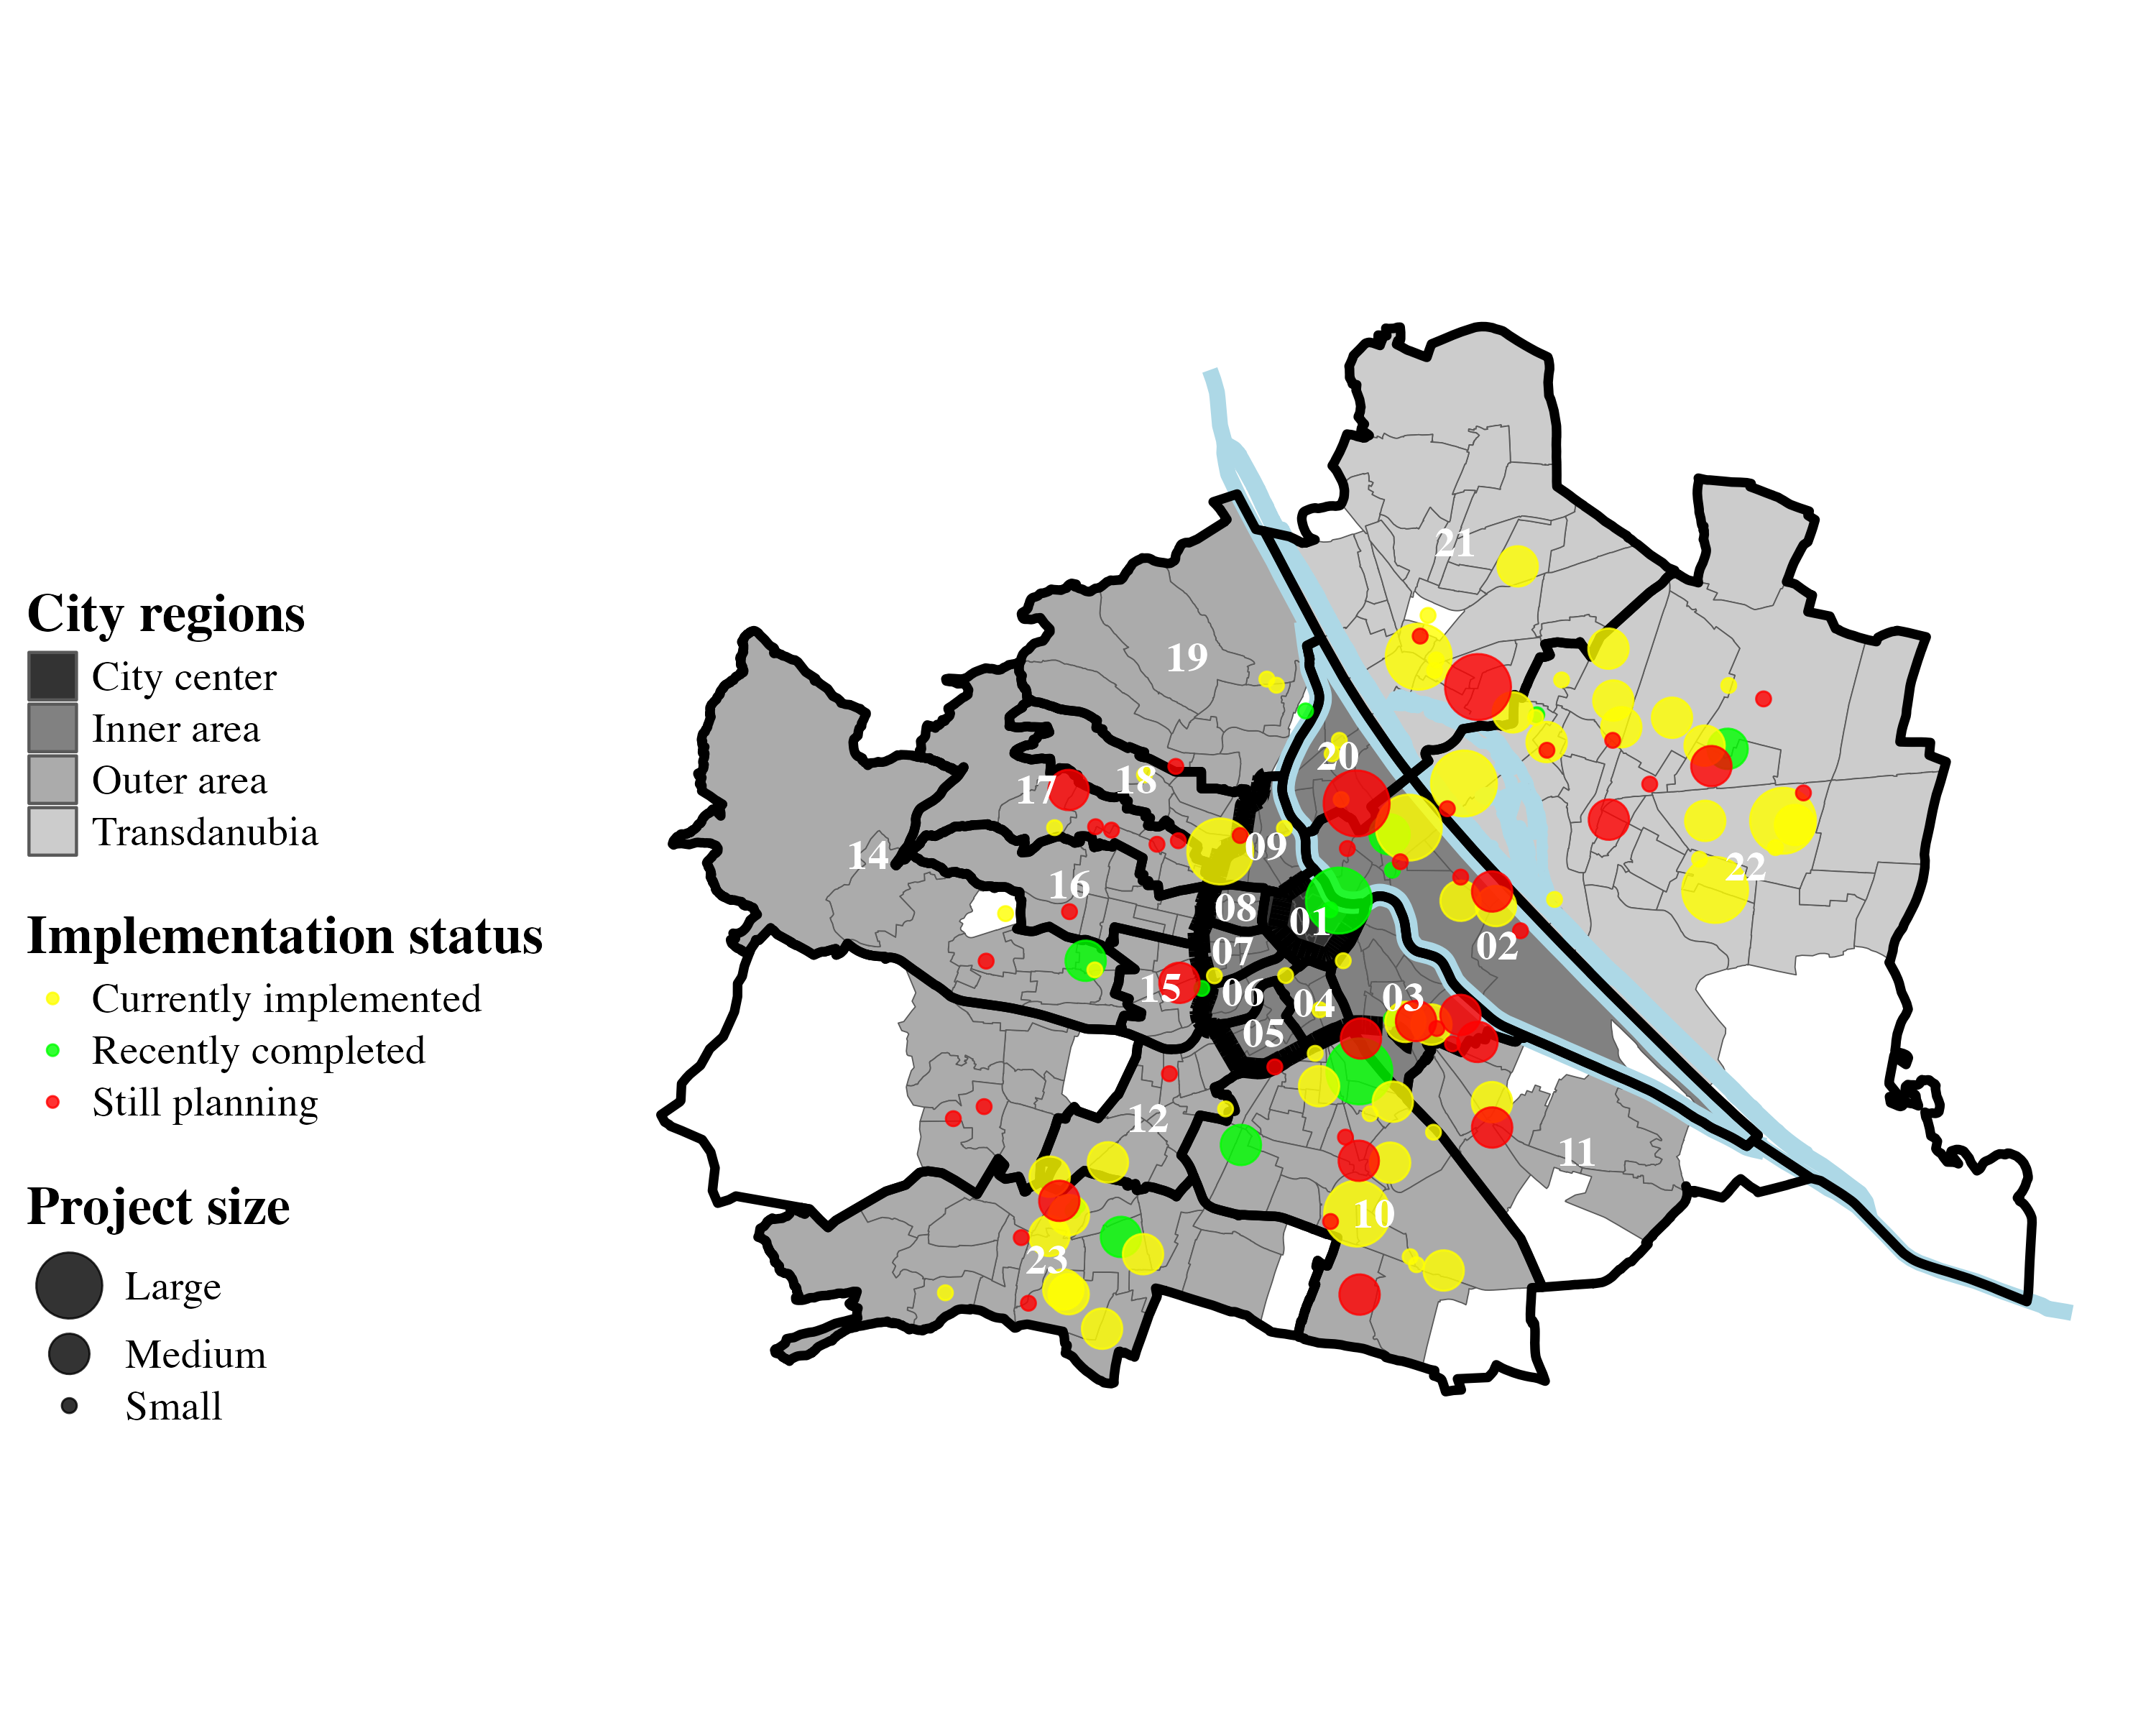 City regions
City center
Inner area
Outer area
Transdanubia
Implementation status
Currently implemented
Recently completed
Still planning
Project size
Large
Medium
Small
21
19
20
18
17
14
09
16
22
08
01
07
02
15
06
04
03
05
12
11
10
23